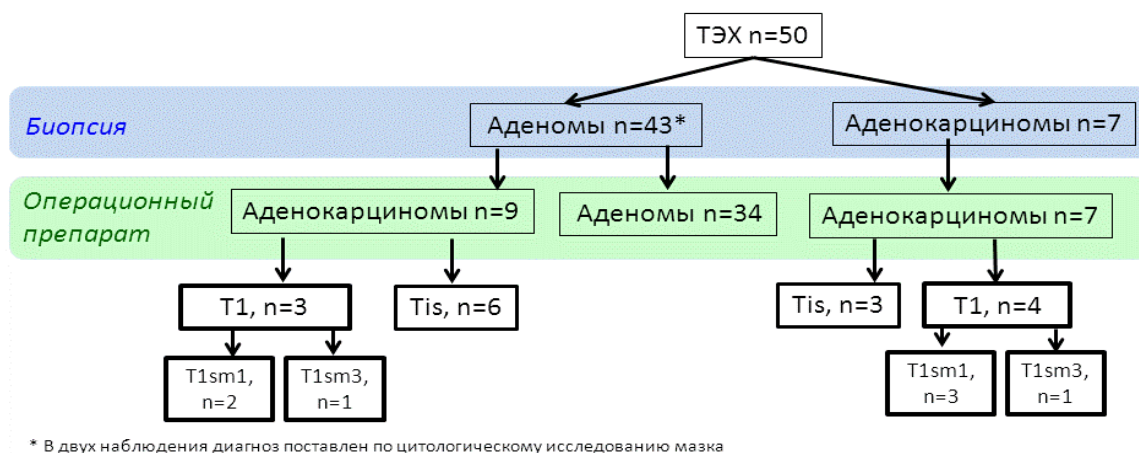 ТЭХ n=50
Биопсия
Аденомы n=43*
Аденокарциномы n=7
Операционный
препарат
Аденокарциномы n=9
Аденомы n=34
Аденокарциномы n=7
T1, n=3
Tis, n=6
Tis, n=3
T1, n=4
T1sm1,
n=2
T1sm3,
n=1
T1sm1,
n=3
T1sm3,
n=1
* В двух наблюдения диагноз поставлен по цитологическому исследованию мазка